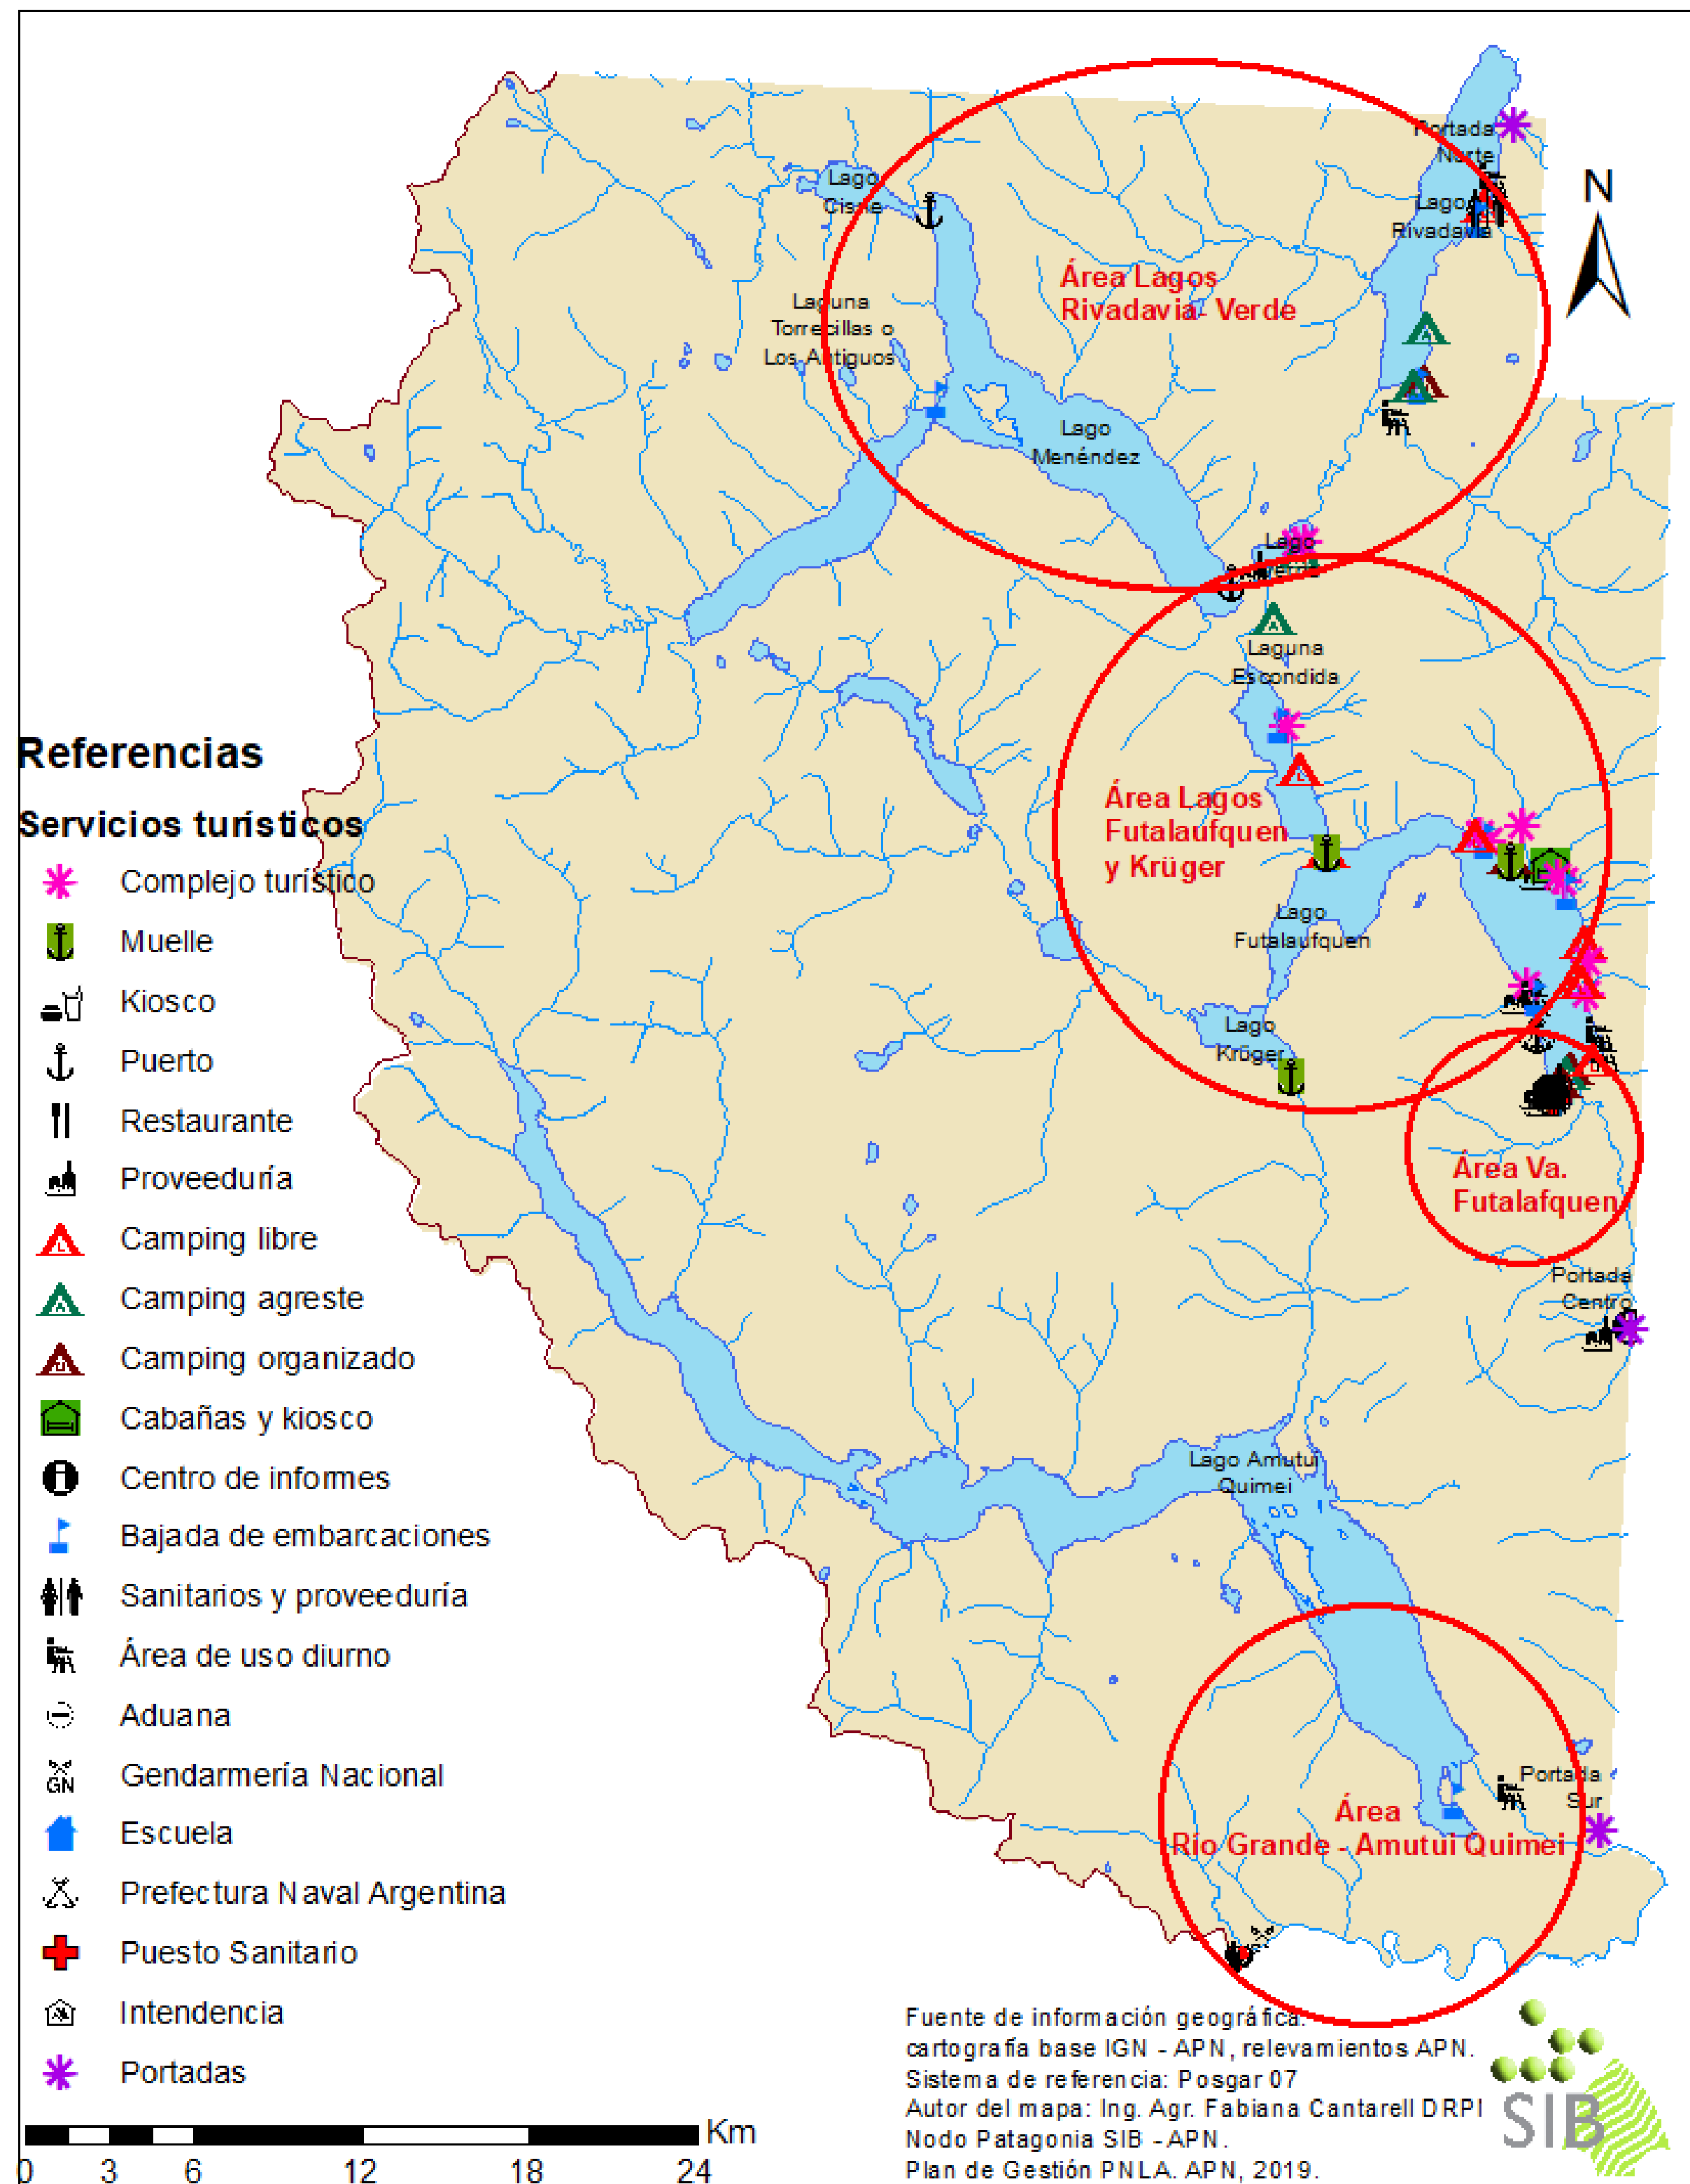 Portada
Norte
Lago
Rivadavia
N
Lago
Cisne
Área Lagos
Rivadavia- Verde
Laguna
Torrecillas o
Los Antiguos
Lago
Menéndez
Lago
Verde
Laguna
Escondida
Área Lagos
Futalaufquen
y Krüger
Lago
Futalaufquen
Lago
Krüger
Área Va.
Futalafquen
Portada
Centro
Lago Amutui
Quimei
Portada
Sur
Área
Río Grande - Amutui Quimei
Referencias
Servicios turísticos
Complejo turístico
Muelle
Kiosco
Puerto
Restaurante
Proveeduría
Camping libre
Camping agreste
Camping organizado
Cabañas y kiosco
Centro de informes
Bajada de embarcaciones
Sanitarios y proveeduría
Área de uso diurno
Aduana
GN
Gendarmería Nacional
Escuela
Prefectura Naval Argentina
Puesto Sanitario
Intendencia
Portadas
Km
0 3 6 12 18 24
Fuente de información geográfica:
cartografía base IGN - APN, relevamientos APN.
Sistema de referencia: Posgar 07
Autor del mapa: Ing. Agr. Fabiana Cantarell DRPI
Nodo Patagonia SIB - APN.
Plan de Gestión PNLA. APN, 2019.
SIB